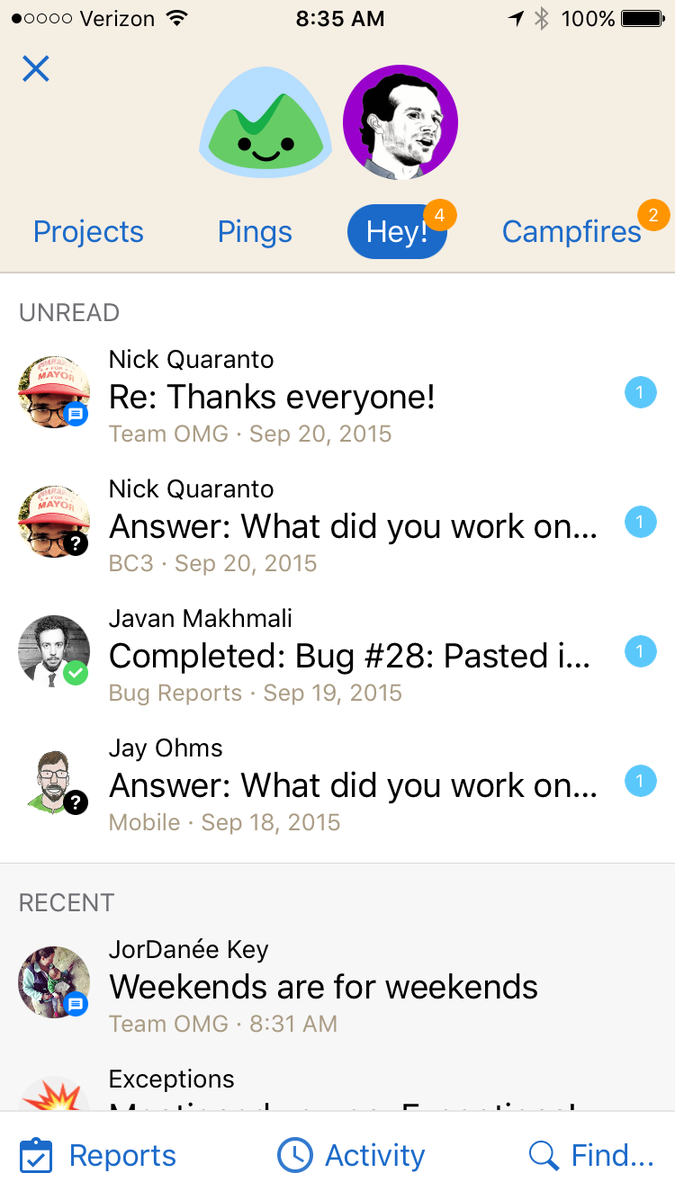 Verizon 8:35 AM 100%
Projects Pings Hey! 4 Campfires 2
UNREAD
Nick Quaranto
Re: Thanks everyone! 1
Team OMG · Sep 20, 2015
Nick Quaranto
Answer: What did you work on... 1
BC3 · Sep 20, 2015
Javan Makhmali
Completed: Bug #28: Pasted i... 1
Bug Reports · Sep 19, 2015
Jay Ohms
Answer: What did you work on... 1
Mobile · Sep 18, 2015
RECENT
JorDanée Key
Weekends are for weekends
Team OMG · 8:31 AM
Exceptions
Reports Activity Find...